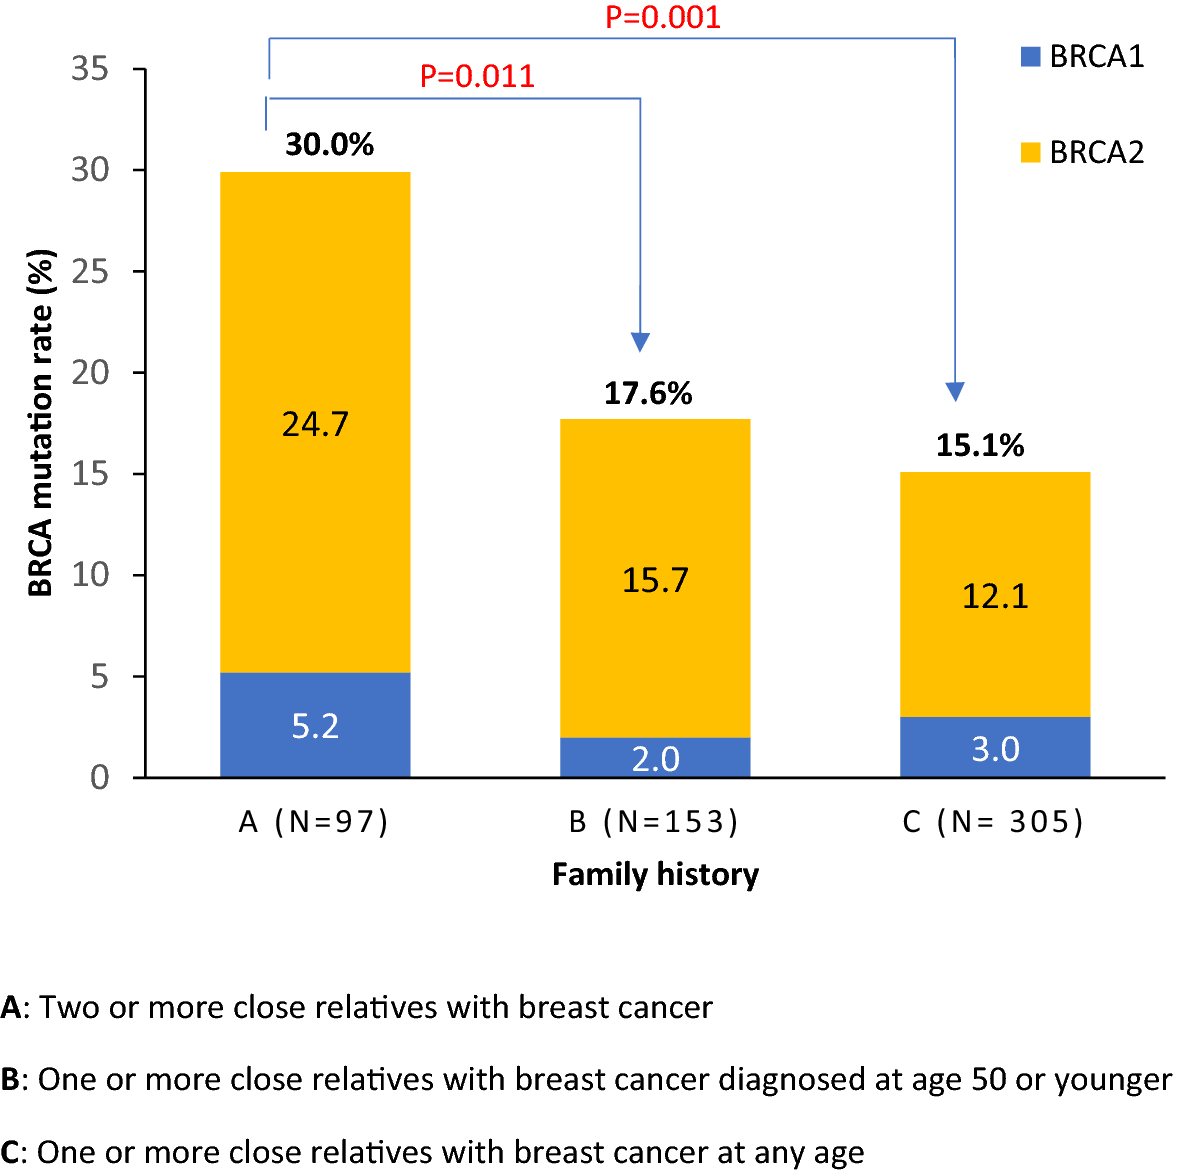 P=0.001
BRCA1
35
P=0.011
30.0%
BRCA2
30
25
20
15
10
5
0
BRCA mutation rate (%)
17.6%
15.1%
24.7
15.7
12.1
5.2
2.0
3.0
A (N=97)
B (N=153)
C (N= 305)
Family history
A: Two or more close relatives with breast cancer
B: One or more close relatives with breast cancer diagnosed at age 50 or younger
C: One or more close relatives with breast cancer at any age